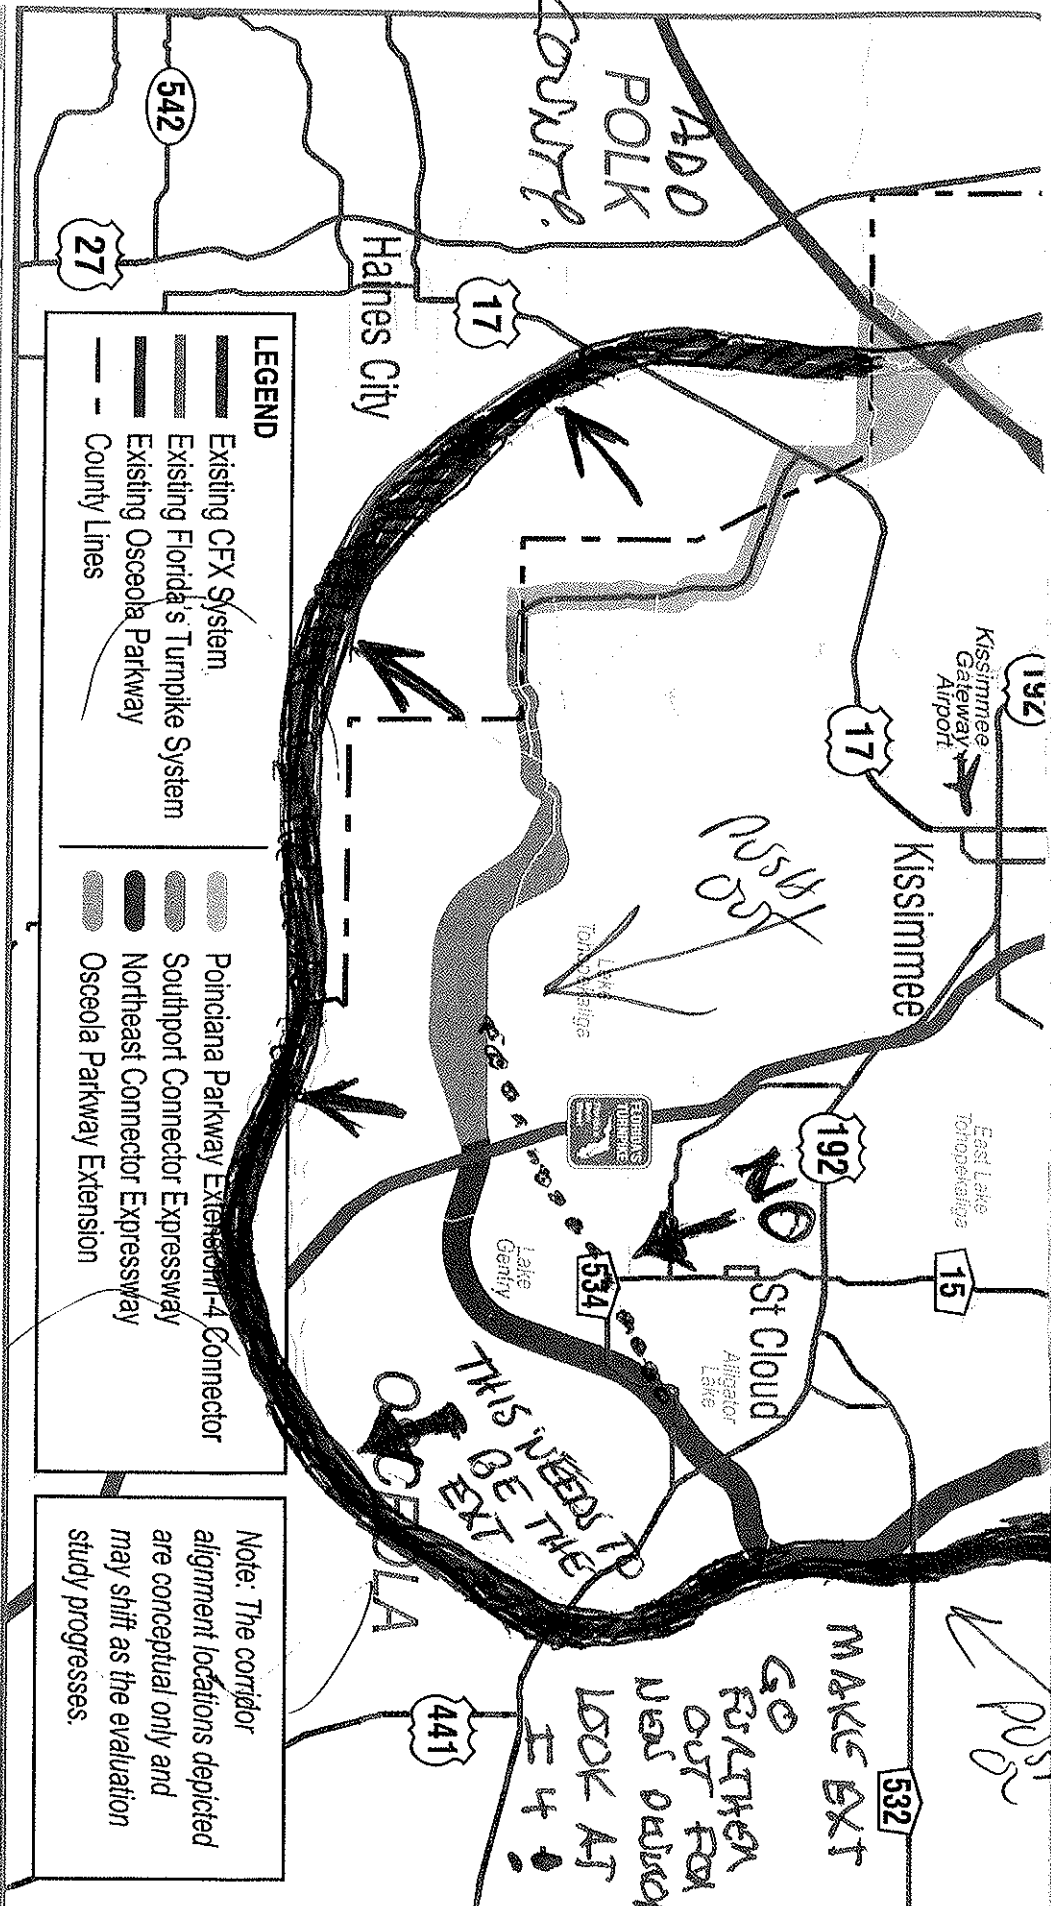 ADD
POLK
COUNTY.
542
27
17
Haines City
192
Kissimmee
Gateway
Airport
17
Kissimmee
PUSH
OUT
Lake
Tohopekaliga
East Lake
Tohopekaliga
192
FLORIDA'S
TURNPIKE
NO
15
534
St Cloud
Lake
Gentry
Alligator
Lake
THIS NEEDS TO
BE THE
EXT
OSCEOLA
MAKE EXT
GO
FURTHER
OUT FOR
NEW
LOOK AT
I 4 !
532
441
LEGEND
Existing CFX System
Existing Florida's Turnpike System
Existing Osceola Parkway
County Lines
Poinciana Parkway Extension/I-4 Connector
Southport Connector Expressway
Northeast Connector Expressway
Osceola Parkway Extension
Note: The corridor
alignment locations depicted
are conceptual only and
may shift as the evaluation
study progresses.